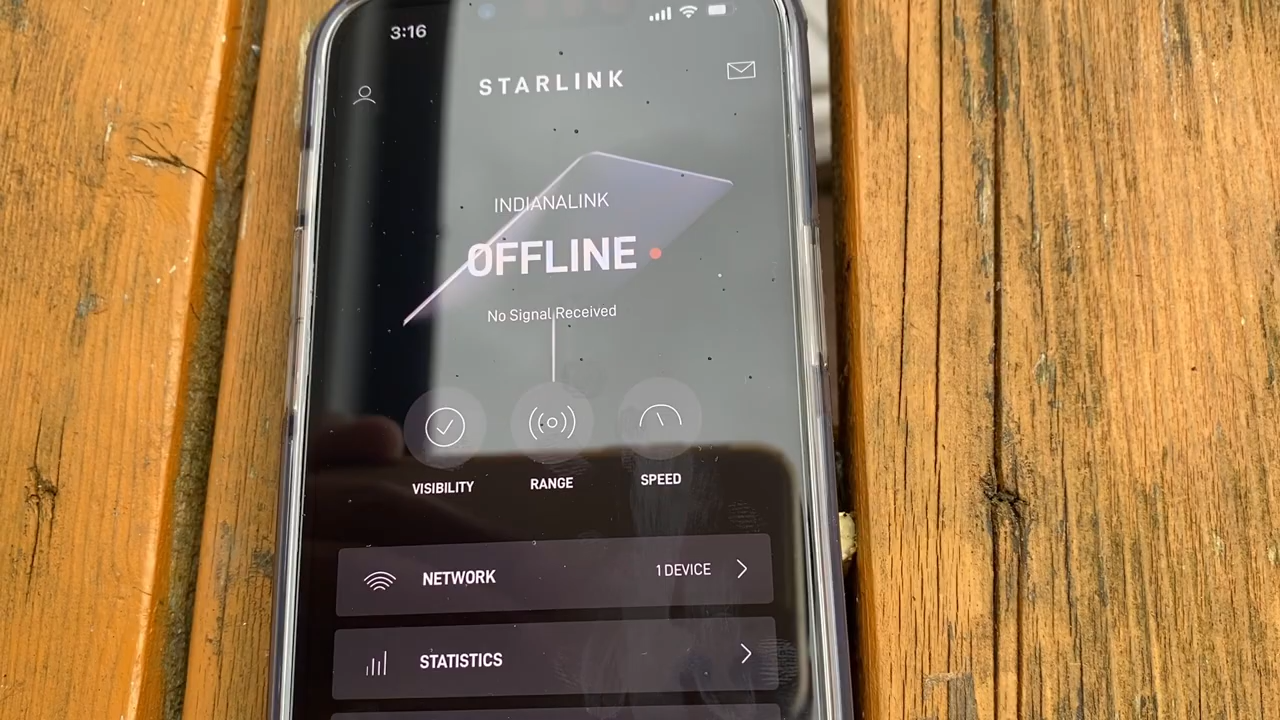 3:16
STARLINK
INDIANALINK
OFFLINE
No Signal Received
VISIBILITY
RANGE
SPEED
NETWORK
1 DEVICE
STATISTICS